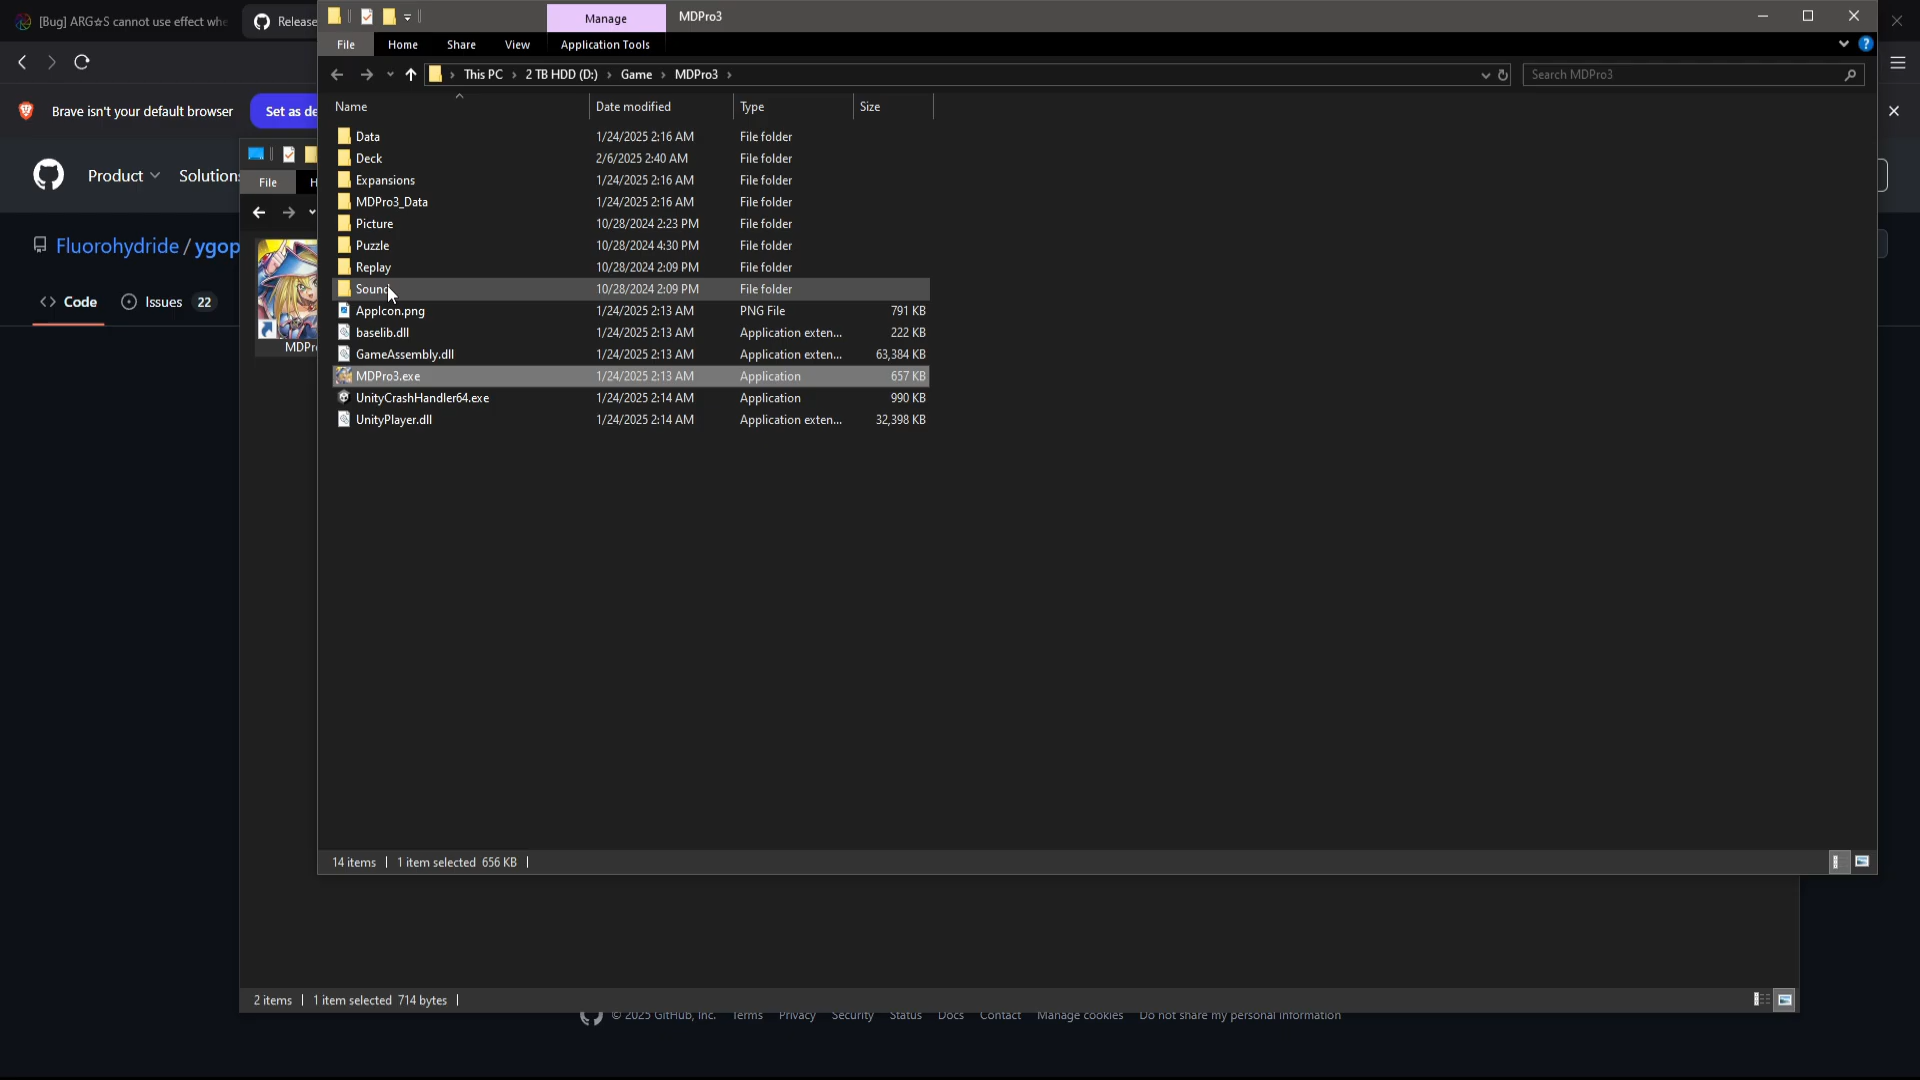 [Bug] ARG☆S cannot use effect whe
Release
Manage
MDPro3
File
Home
Share
View
Application Tools
This PC
2 TB HDD (D:)
Game
MDPro3
Search MDPro3
Brave isn't your default browser
Set as de
Name
Date modified
Type
Size
Data
1/24/2025 2:16 AM
File folder
Deck
2/6/2025 2:40 AM
File folder
Expansions
1/24/2025 2:16 AM
File folder
MDPro3_Data
1/24/2025 2:16 AM
File folder
Picture
10/28/2024 2:23 PM
File folder
Puzzle
10/28/2024 4:30 PM
File folder
Replay
10/28/2024 2:09 PM
File folder
Sound
10/28/2024 2:09 PM
File folder
AppIcon.png
1/24/2025 2:13 AM
PNG File
791 KB
baselib.dll
1/24/2025 2:13 AM
Application exten...
222 KB
GameAssembly.dll
1/24/2025 2:13 AM
Application exten...
63,384 KB
MDPro3.exe
1/24/2025 2:13 AM
Application
657 KB
UnityCrashHandler64.exe
1/24/2025 2:14 AM
Application
990 KB
UnityPlayer.dll
1/24/2025 2:14 AM
Application exten...
32,398 KB
Product
Solutions
File
H
Fluorohydride / ygop
Code
Issues 22
MDPr
14 items
1 item selected 656 KB
2 items
1 item selected 714 bytes
© 2025 GitHub, Inc.
Terms
Privacy
Security
Status
Docs
Contact
Manage cookies
Do not share my personal information